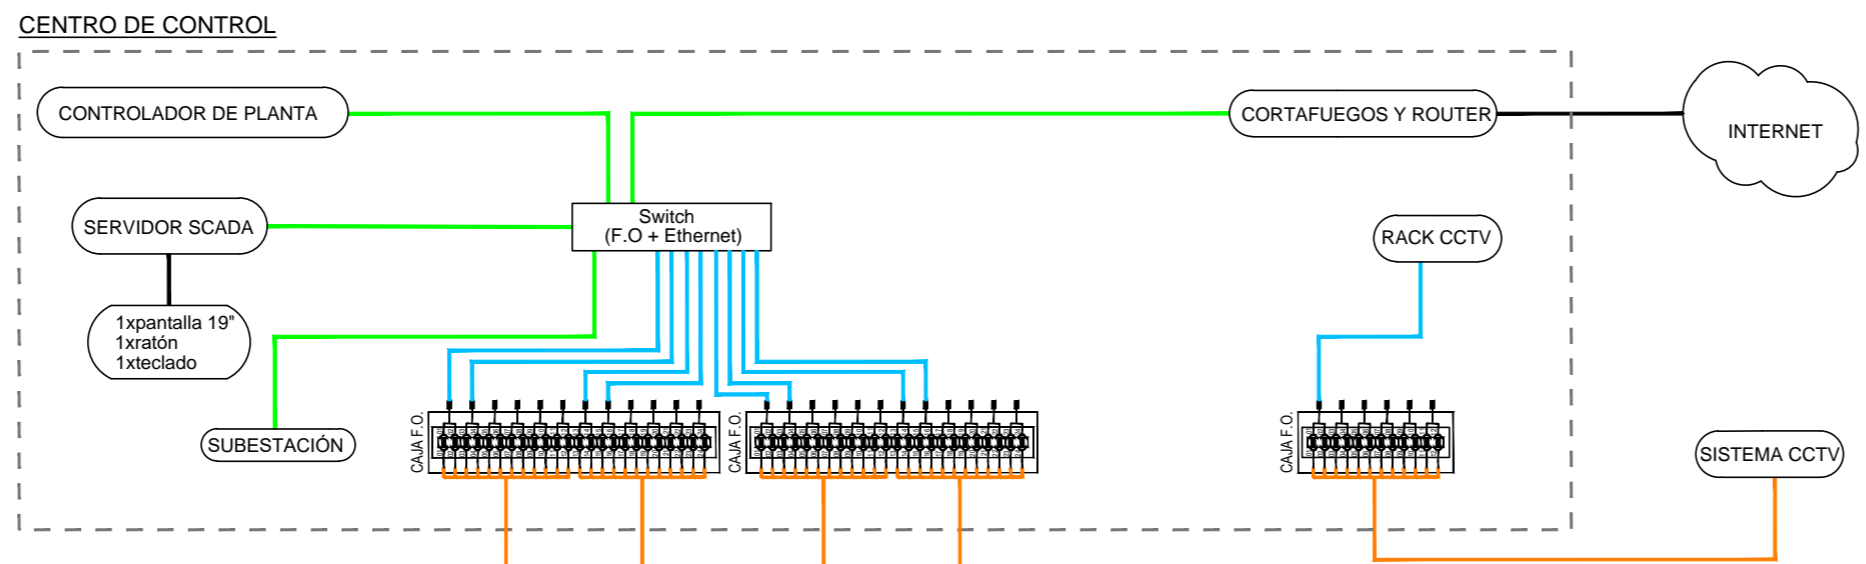 CENTRO DE CONTROL
CONTROLADOR DE PLANTA
CORTAFUEGOS Y ROUTER
INTERNET
SERVIDOR SCADA
Switch
(F.O + Ethernet)
RACK CCTV
1xpantalla 19"
1xratón
1xteclado
SUBESTACIÓN
CAJA F.O.
CAJA F.O.
CAJA F.O.
SISTEMA CCTV